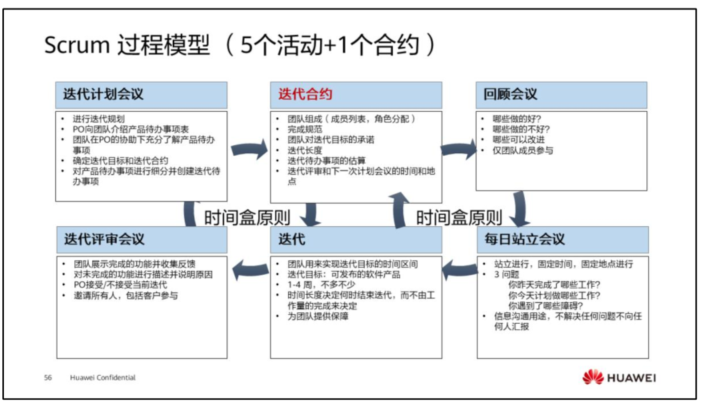 Scrum 过程模型（5个活动+1个合约）
迭代计划会议
• 进行迭代规划
• PO向团队介绍产品待办事项表
• 团队在PO的协助下充分了解产品待办
事项
• 确定迭代目标和迭代合约
• 对产品待办事项进行细分并创建迭代待
办事项
迭代合约
• 团队组成（成员列表，角色分配）
• 完成规范
• 团队对迭代目标的承诺
• 迭代长度
• 迭代待办事项的估算
• 迭代评审和下一次计划会议的时间和地
点
回顾会议
• 哪些做的好?
• 哪些做的不好?
• 哪些可以改进
• 仅团队成员参与
时间盒原则
时间盒原则
迭代评审会议
• 团队展示完成的功能并收集反馈
• 对未完成的功能进行描述并说明原因
• PO接受/不接受当前迭代
• 邀请所有人，包括客户参与
迭代
• 团队用来实现迭代目标的时间区间
• 迭代目标：可发布的软件产品
• 1-4 周，不多不少
• 时间长度决定何时结束迭代，而不由工
作量的完成来决定
• 为团队提供保障
每日站立会议
• 站立进行，固定时间，固定地点进行
• 3 问题
你昨天完成了哪些工作?
你今天计划做哪些工作?
你遇到了哪些障碍?
• 信息沟通用途，不解决任何问题不向任
何人汇报
56 Huawei Confidential
HUAWEI